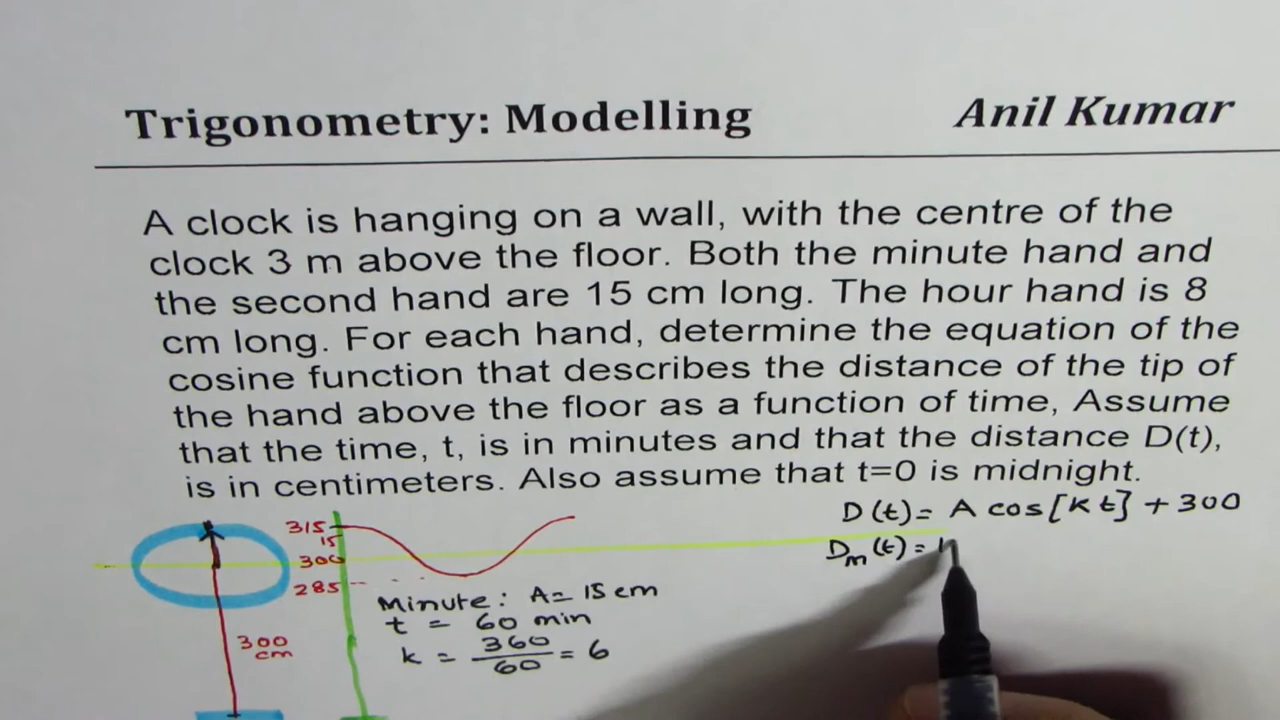 Trigonometry: Modelling Anil Kumar
A clock is hanging on a wall, with the centre of the
clock 3 m above the floor. Both the minute hand and
the second hand are 15 cm long. The hour hand is 8
cm long. For each hand, determine the equation of the
cosine function that describes the distance of the tip of
the hand above the floor as a function of time, Assume
that the time, t, is in minutes and that the distance D(t),
is in centimeters. Also assume that t=0 is midnight.
D(t) = A cos[kt] + 300
315
15
300
285
Dm(t) =
Minute: A = 15 cm
t = 60 min
k = 360/60 = 6
300
cm